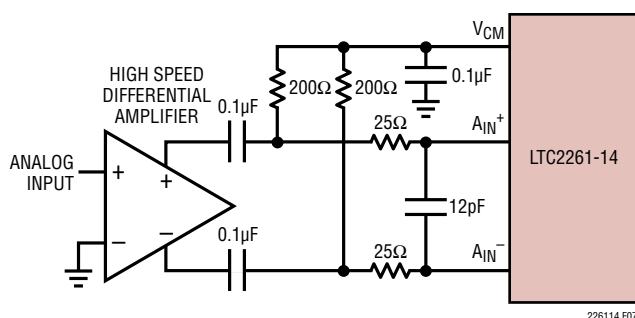 V_CM
HIGH SPEED
DIFFERENTIAL
AMPLIFIER
200Ω
200Ω
0.1µF
0.1µF
25Ω
A_IN^+
LTC2261-14
ANALOG
INPUT
+
+
–
–
12pF
0.1µF
25Ω
A_IN^–
226114 F07